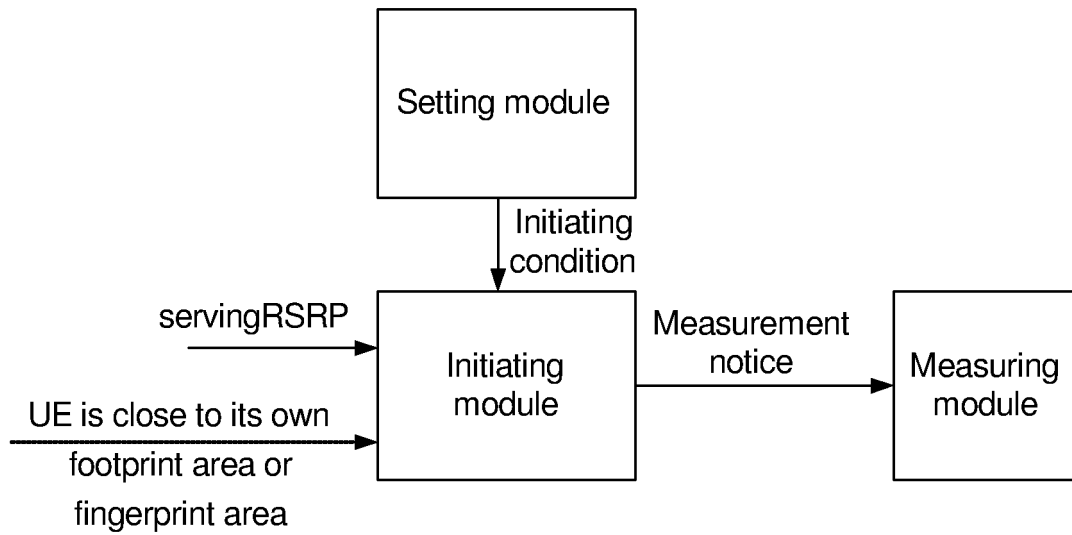 Setting module
Initiating
condition
servingRSRP
Initiating
module
Measurement
notice
Measuring
module
UE is close to its own
footprint area or
fingerprint area